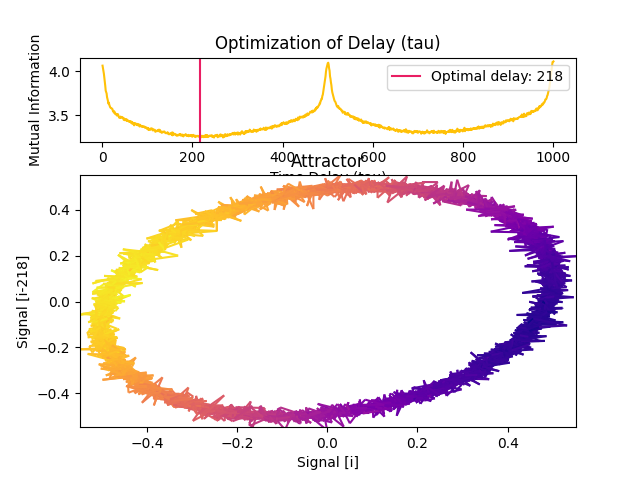 Optimization of Delay (tau)
Mutual Information
4.0
3.5
Optimal delay: 218
0
200
400
600
800
1000
Time Delay (tau)
Attractor
Signal [i-218]
0.4
0.2
0.0
−0.2
−0.4
−0.4
−0.2
0.0
0.2
0.4
Signal [i]